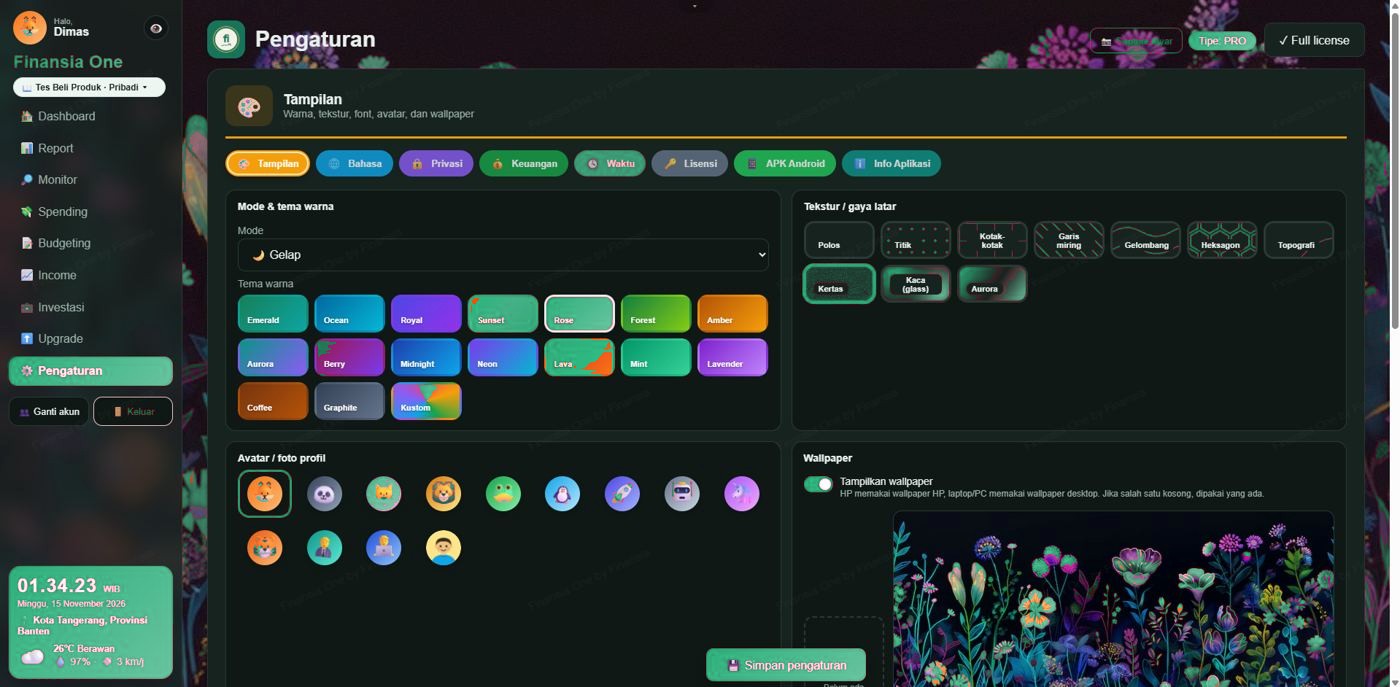 Halo,
Dimas
Finansia One
Tes Beli Produk - Pribadi
Dashboard
Report
Monitor
Spending
Budgeting
Income
Investasi
Upgrade
Pengaturan
Ganti akun
Keluar
01.34.23 WIB
Minggu, 15 November 2026
Kota Tangerang, Provinsi
Banten
26°C Berawan
97% · 3 km/j
fi
Pengaturan
Tipe: PRO
✓ Full license
Tampilan
Warna, tekstur, font, avatar, dan wallpaper
Tampilan
Bahasa
Privasi
Keuangan
Waktu
Lisensi
APK Android
Info Aplikasi
Mode & tema warna
Mode
Gelap
Tema warna
Emerald
Ocean
Royal
Sunset
Rose
Forest
Amber
Aurora
Berry
Midnight
Neon
Lava
Mint
Lavender
Coffee
Graphite
Kustom
Tekstur / gaya latar
Polos
Titik
Kotak-
kotak
Garis
miring
Gelombang
Heksagon
Topografi
Kertas
Kaca
(glass)
Aurora
Avatar / foto profil
Wallpaper
Tampilkan wallpaper
HP memakai wallpaper HP, laptop/PC memakai wallpaper desktop. Jika salah satu kosong, dipakai yang ada.
Simpan pengaturan
Finansia One by Finansia